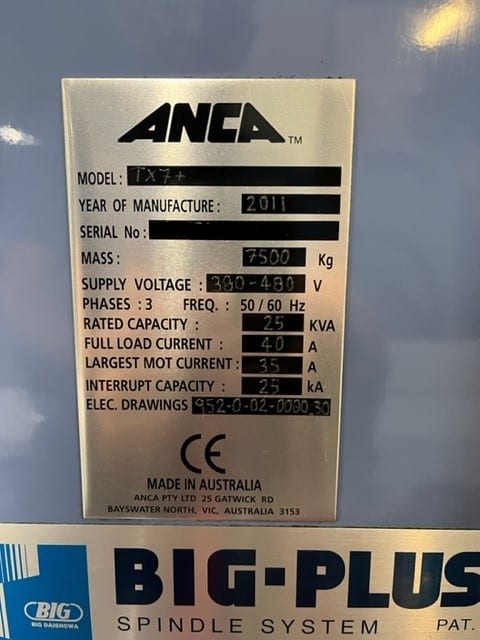 ANCA™
MODEL: TX7+
YEAR OF MANUFACTURE: 2011
SERIAL No:
MASS: 7500 Kg
SUPPLY VOLTAGE: 380-480 V
PHASES: 3 FREQ.: 50/60 Hz
RATED CAPACITY: 25 KVA
FULL LOAD CURRENT: 40 A
LARGEST MOT CURRENT: 35 A
INTERRUPT CAPACITY: 25 kA
ELEC. DRAWINGS 952-0-02-0000.30
CE
MADE IN AUSTRALIA
ANCA PTY LTD 25 GATWICK RD
BAYSWATER NORTH, VIC, AUSTRALIA 3153
BIG-PLUS
BIG
BIG DAISHOWA
SPINDLE SYSTEM PAT.